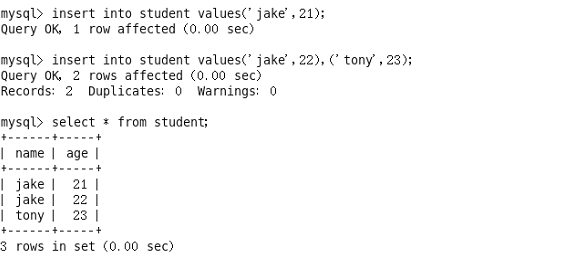 mysql> insert into student values('jake',21);
Query OK, 1 row affected (0.00 sec)
mysql> insert into student values('jake',22),('tony',23);
Query OK, 2 rows affected (0.00 sec)
Records: 2  Duplicates: 0  Warnings: 0
mysql> select * from student;
+------+-----+
| name | age |
+------+-----+
| jake |  21 |
| jake |  22 |
| tony |  23 |
+------+-----+
3 rows in set (0.00 sec)